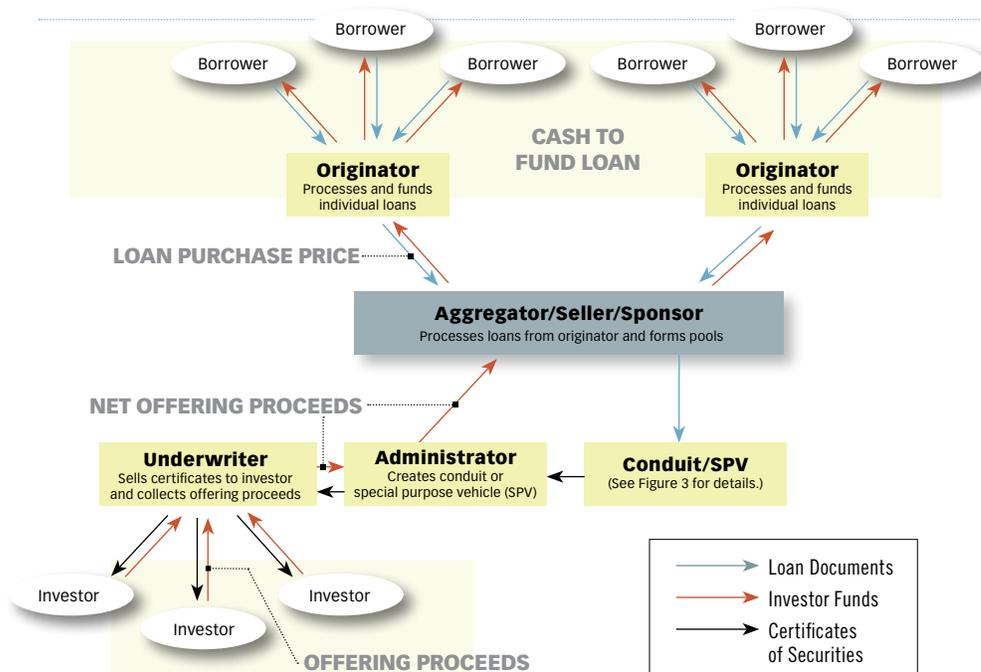 Borrower
Borrower
Borrower
Borrower
Borrower
Borrower
CASH TO
FUND LOAN
Originator
Processes and funds
individual loans
Originator
Processes and funds
individual loans
LOAN PURCHASE PRICE
Aggregator/Seller/Sponsor
Processes loans from originator and forms pools
NET OFFERING PROCEEDS
Underwriter
Sells certificates to investor
and collects offering proceeds
Administrator
Creates conduit or
special purpose vehicle (SPV)
Conduit/SPV
(See Figure 3 for details.)
Investor
Investor
Investor
OFFERING PROCEEDS
Loan Documents
Investor Funds
Certificates
of Securities